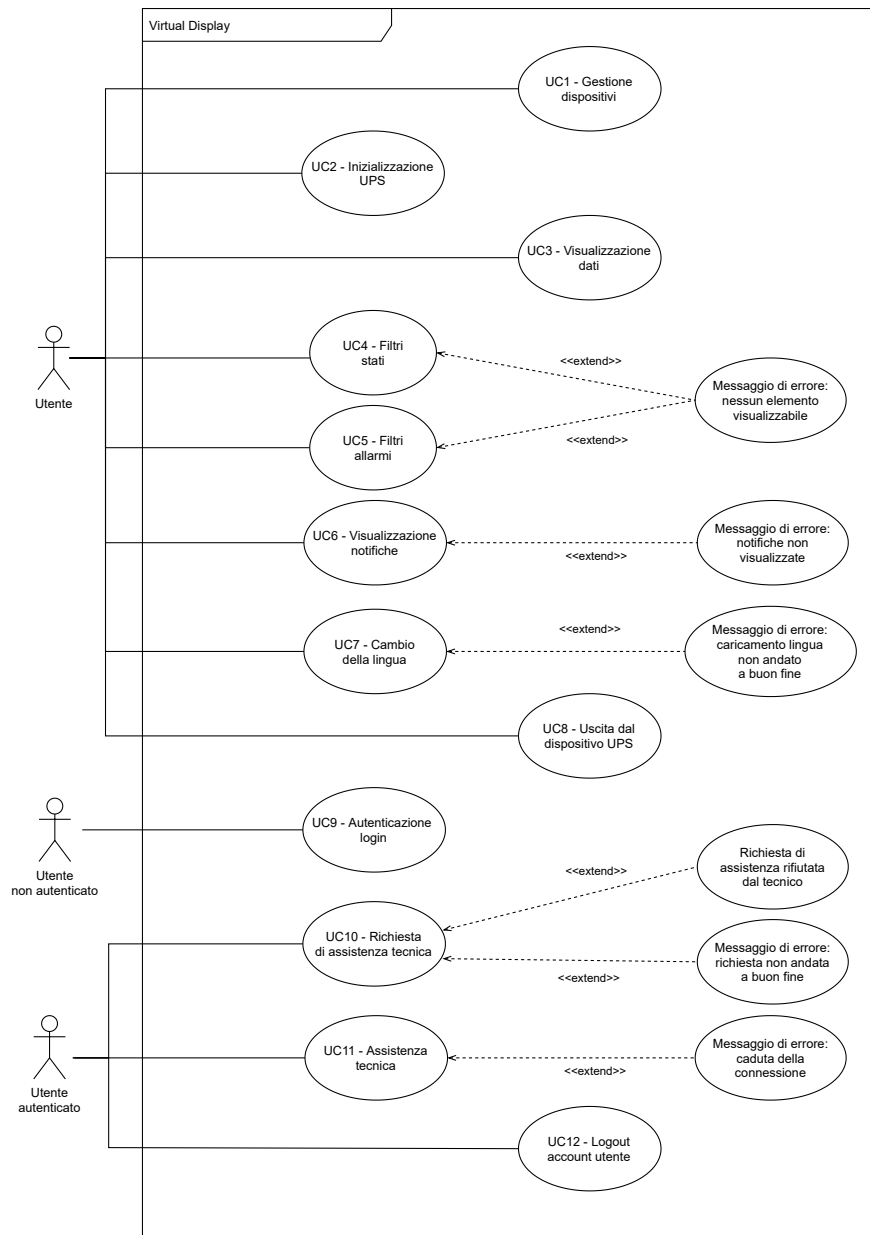 Virtual Display
UC1 - Gestione
dispositivi
UC2 - Inizializzazione
UPS
UC3 - Visualizzazione
dati
UC4 - Filtri
stati
<<extend>>
Messaggio di errore:
nessun elemento
visualizzabile
Utente
UC5 - Filtri
allarmi
<<extend>>
UC6 - Visualizzazione
notifiche
<<extend>>
Messaggio di errore:
notifiche non
visualizzate
UC7 - Cambio
della lingua
<<extend>>
Messaggio di errore:
caricamento lingua
non andato
a buon fine
UC8 - Uscita dal
dispositivo UPS
Utente
non autenticato
UC9 - Autenticazione
login
<<extend>>
Richiesta di
assistenza rifiutata
dal tecnico
UC10 - Richiesta
di assistenza tecnica
<<extend>>
Messaggio di errore:
richiesta non andata
a buon fine
Utente
autenticato
UC11 - Assistenza
tecnica
<<extend>>
Messaggio di errore:
caduta della
connessione
UC12 - Logout
account utente